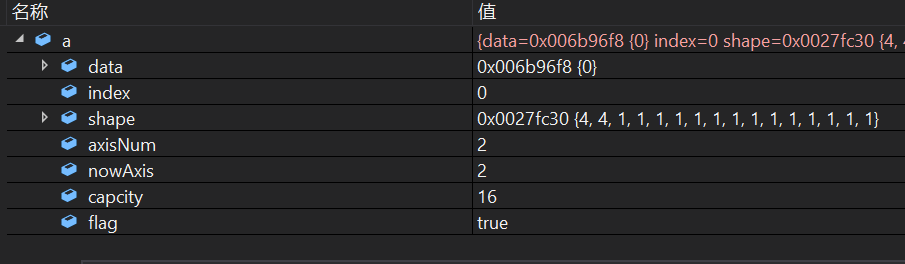 名称 值
a {data=0x006b96f8 {0} index=0 shape=0x0027fc30 {4,
data 0x006b96f8 {0}
index 0
shape 0x0027fc30 {4, 4, 1, 1, 1, 1, 1, 1, 1, 1, 1, 1, 1, 1, 1, 1}
axisNum 2
nowAxis 2
capcity 16
flag true